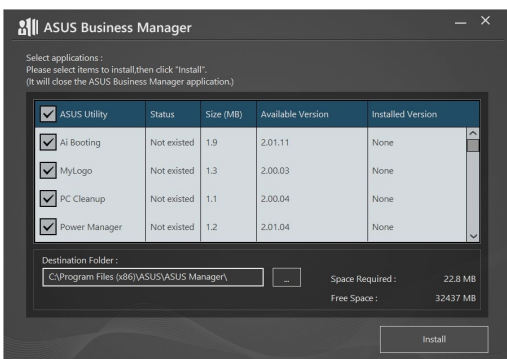 ASUS Business Manager
Select applications :
Please select items to install,then click "Install".
(It will close the ASUS Business Manager application.)
ASUS Utility Status Size (MB) Available Version Installed Version
Ai Booting Not existed 1.9 2.01.11 None
MyLogo Not existed 1.3 2.00.03 None
PC Cleanup Not existed 1.1 2.00.04 None
Power Manager Not existed 1.2 2.01.04 None
Destination Folder :
C:\Program Files (x86)\ASUS\ASUS Manager\ ... Space Required : 22.8 MB
Free Space : 32437 MB
Install